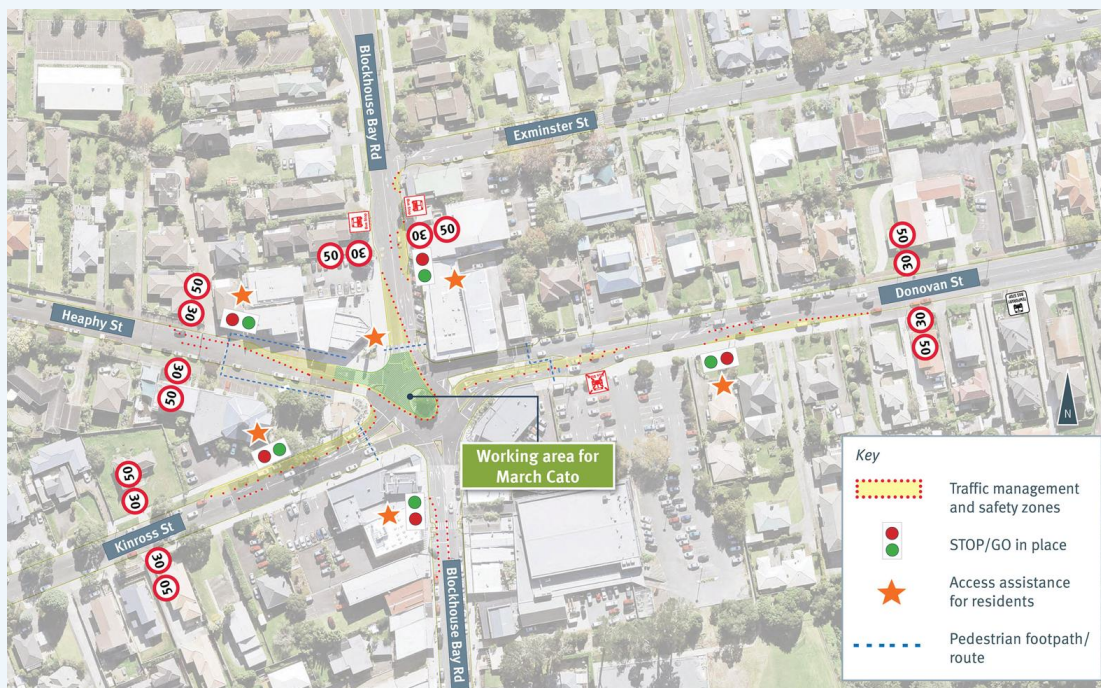 Blockhouse Bay Rd
Exminster St
50
30
50
30
50
30
Donovan St
30
50
50
30
Heaphy St
30
50
Working area for
March Cato
50
30
Kinross St
30
50
Blockhouse Bay Rd
N
Key
Traffic management
and safety zones
STOP/GO in place
Access assistance
for residents
Pedestrian footpath/
route